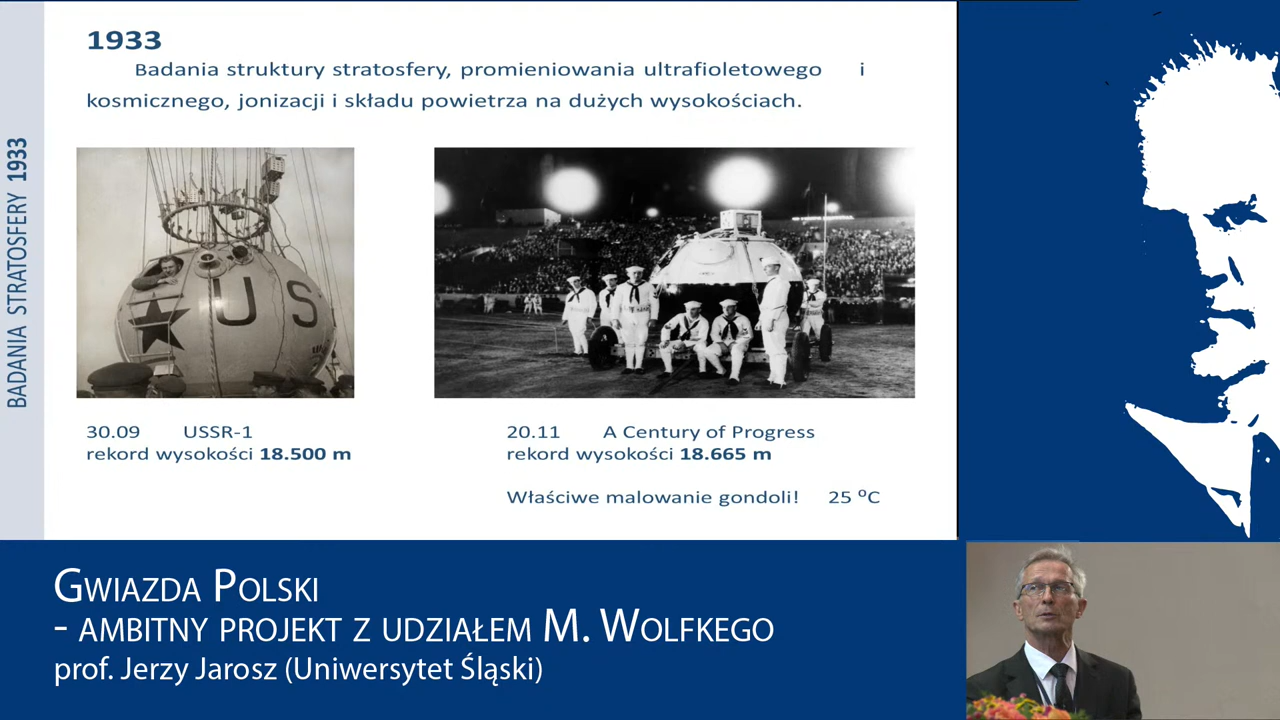 BADANIA STRATOSFERY 1933
1933
Badania struktury stratosfery, promieniowania ultrafioletowego i
kosmicznego, jonizacji i składu powietrza na dużych wysokościach.
US
30.09 USSR-1
rekord wysokości 18.500 m
20.11 A Century of Progress
rekord wysokości 18.665 m
Właściwe malowanie gondoli! 25 ⁰C
GWIAZDA POLSKI
- AMBITNY PROJEKT Z UDZIAŁEM M. WOLFKEGO
prof. Jerzy Jarosz (Uniwersytet Śląski)